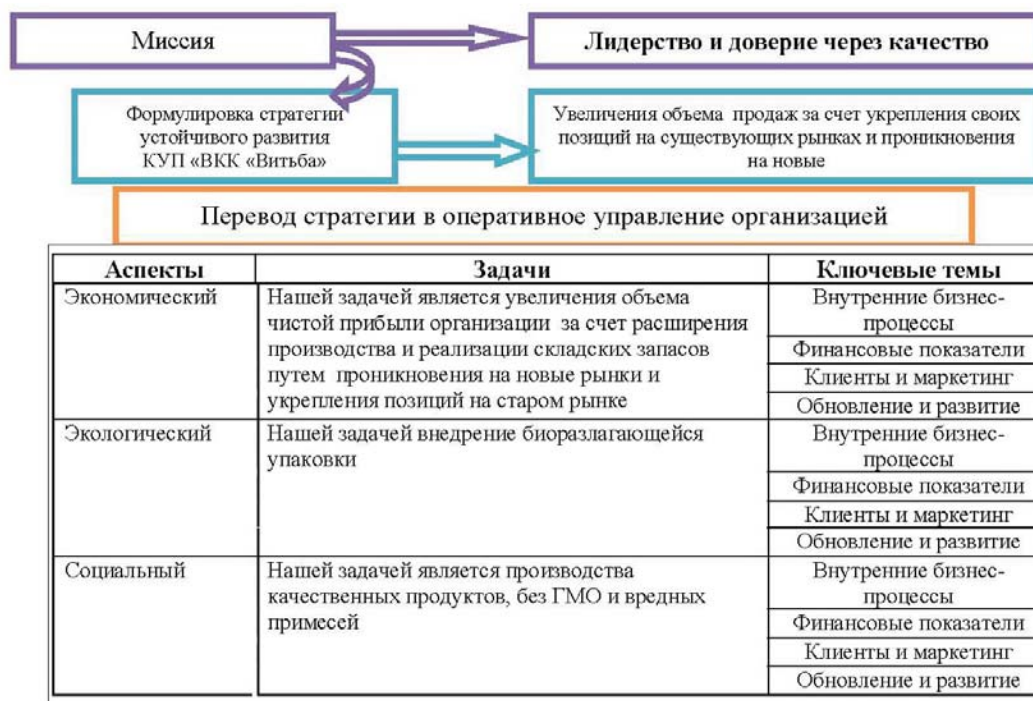 Миссия
Лидерство и доверие через качество
Формулировка стратегии
устойчивого развития
КУП «ВКК «Витьба»
Увеличения объема продаж за счет укрепления своих
позиций на существующих рынках и проникновения
на новые
Перевод стратегии в оперативное управление организацией
Аспекты
Задачи
Ключевые темы
Экономический
Нашей задачей является увеличения объема
чистой прибыли организации за счет расширения
производства и реализации складских запасов
путем проникновения на новые рынки и
укрепления позиций на старом рынке
Внутренние бизнес-
процессы
Финансовые показатели
Клиенты и маркетинг
Обновление и развитие
Экологический
Нашей задачей внедрение биоразлагающейся
упаковки
Внутренние бизнес-
процессы
Финансовые показатели
Клиенты и маркетинг
Обновление и развитие
Социальный
Нашей задачей является производства
качественных продуктов, без ГМО и вредных
примесей
Внутренние бизнес-
процессы
Финансовые показатели
Клиенты и маркетинг
Обновление и развитие